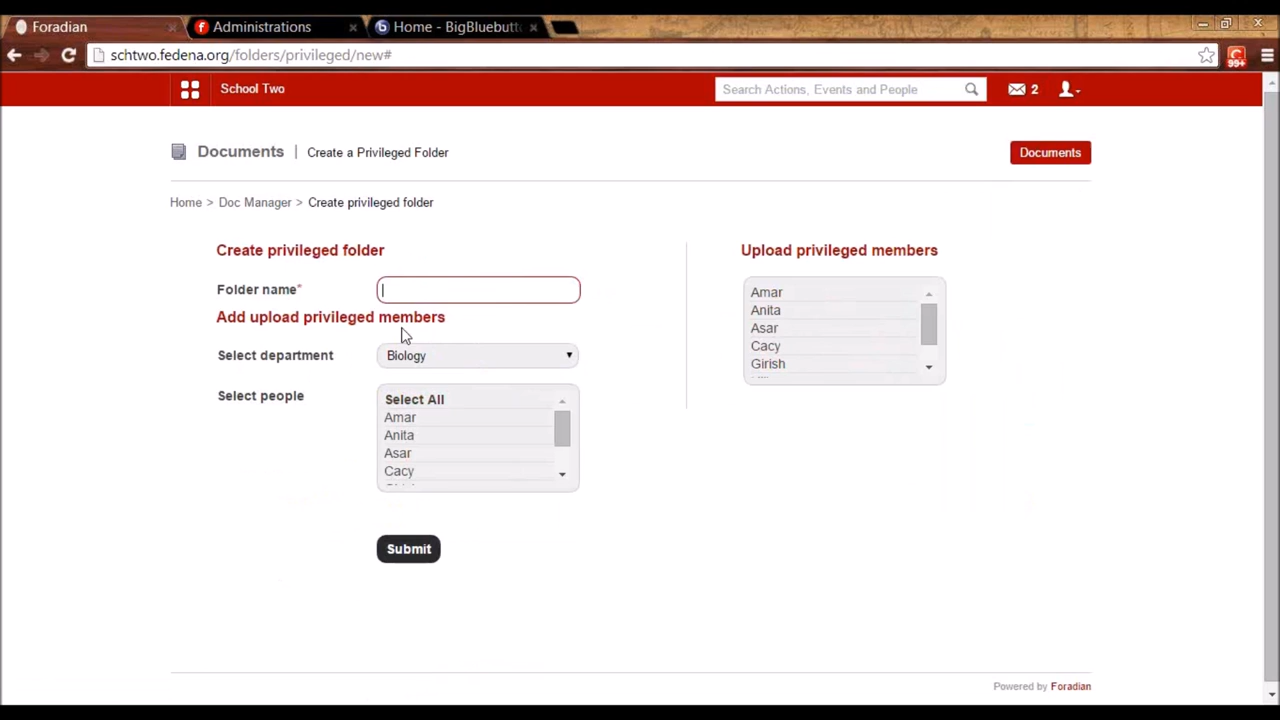 Foradian
Administrations
Home - BigBluebutto
schtwo.fedena.org/folders/privileged/new#
99+
School Two
Search Actions, Events and People
2
Documents | Create a Privileged Folder
Documents
Home > Doc Manager > Create privileged folder
Create privileged folder
Folder name*
Add upload privileged members
Select department
Biology
Select people
Select All
Amar
Anita
Asar
Cacy
Submit
Upload privileged members
Amar
Anita
Asar
Cacy
Girish
Powered by Foradian